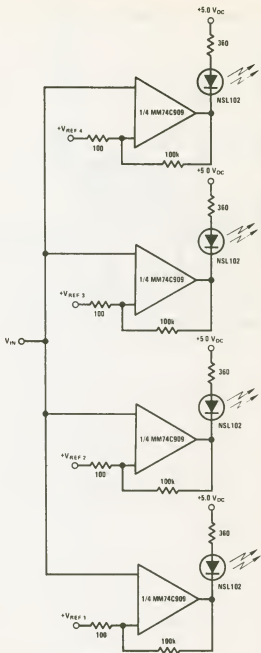 +5.0 VDC
360
NSL102
1/4 MM74C909
+VREF 4
100
100k
+5 0 VDC
360
NSL102
1/4 MM74C909
+VREF 3
100
100k
VIN
+5.0 VDC
360
NSL102
1/4 MM74C909
+VREF 2
100
100k
+5.0 VDC
360
NSL102
1/4 MM74C909
+VREF 1
100
100k